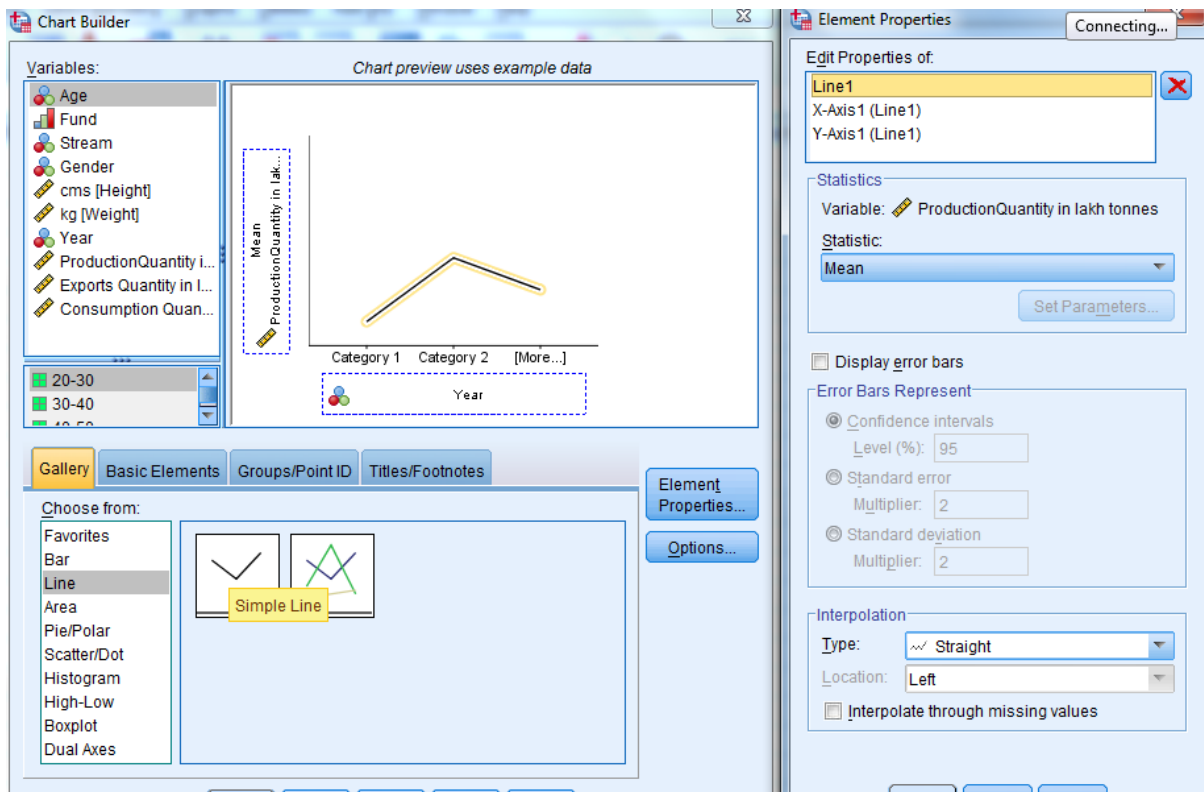 Chart Builder
Variables:
Chart preview uses example data
Age
Fund
Stream
Gender
cms [Height]
kg [Weight]
Year
ProductionQuantity i...
Exports Quantity in l...
Consumption Quan...
20-30
30-40
Mean
ProductionQuantity in lak...
Category 1 Category 2 [More...]
Year
Gallery Basic Elements Groups/Point ID Titles/Footnotes
Choose from:
Favorites
Bar
Line
Area
Pie/Polar
Scatter/Dot
Histogram
High-Low
Boxplot
Dual Axes
Simple Line
Element Properties...
Options...
Element Properties
Connecting...
Edit Properties of:
Line1
X-Axis1 (Line1)
Y-Axis1 (Line1)
Statistics
Variable: ProductionQuantity in lakh tonnes
Statistic:
Mean
Set Parameters...
Display error bars
Error Bars Represent
Confidence intervals
Level (%): 95
Standard error
Multiplier: 2
Standard deviation
Multiplier: 2
Interpolation
Type: Straight
Location: Left
Interpolate through missing values